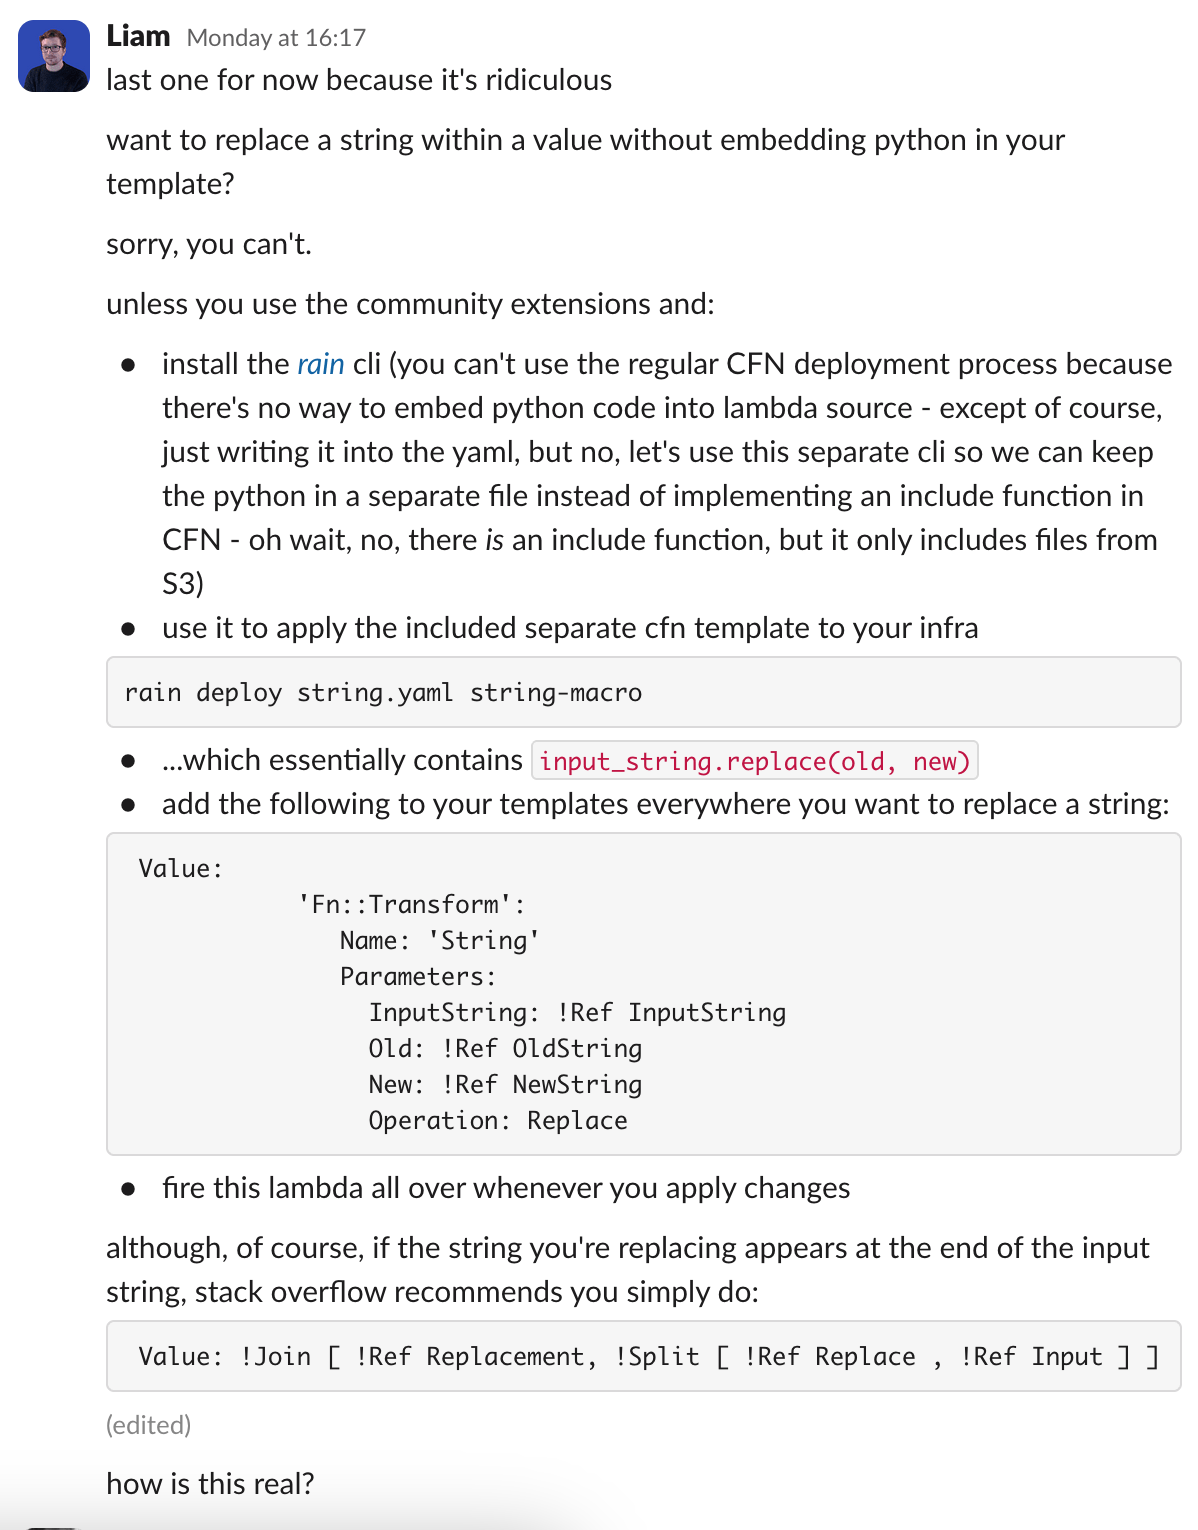 Liam Monday at 16:17
last one for now because it's ridiculous
want to replace a string within a value without embedding python in your
template?
sorry, you can't.
unless you use the community extensions and:
● install the rain cli (you can't use the regular CFN deployment process because
there's no way to embed python code into lambda source - except of course,
just writing it into the yaml, but no, let's use this separate cli so we can keep
the python in a separate file instead of implementing an include function in
CFN - oh wait, no, there is an include function, but it only includes files from
S3)
● use it to apply the included separate cfn template to your infra
rain deploy string.yaml string-macro
● ...which essentially contains input_string.replace(old, new)
● add the following to your templates everywhere you want to replace a string:
Value:
'Fn::Transform':
Name: 'String'
Parameters:
InputString: !Ref InputString
Old: !Ref OldString
New: !Ref NewString
Operation: Replace
● fire this lambda all over whenever you apply changes
although, of course, if the string you're replacing appears at the end of the input
string, stack overflow recommends you simply do:
Value: !Join [ !Ref Replacement, !Split [ !Ref Replace , !Ref Input ] ]
(edited)
how is this real?